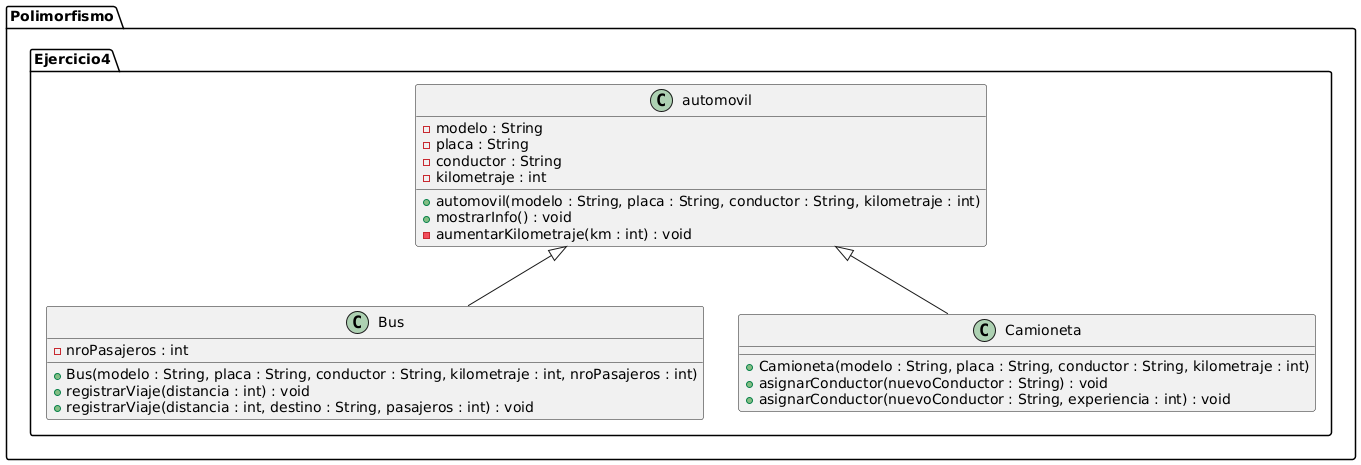 Polimorfismo
Ejercicio4
C automovil
modelo : String
placa : String
conductor : String
kilometraje : int
automovil(modelo : String, placa : String, conductor : String, kilometraje : int)
mostrarInfo() : void
aumentarKilometraje(km : int) : void
C Bus
nroPasajeros : int
Bus(modelo : String, placa : String, conductor : String, kilometraje : int, nroPasajeros : int)
registrarViaje(distancia : int) : void
registrarViaje(distancia : int, destino : String, pasajeros : int) : void
C Camioneta
Camioneta(modelo : String, placa : String, conductor : String, kilometraje : int)
asignarConductor(nuevoConductor : String) : void
asignarConductor(nuevoConductor : String, experiencia : int) : void